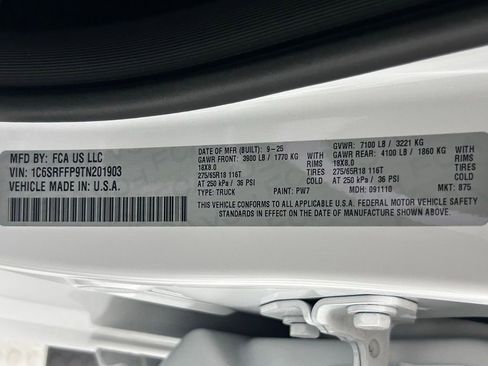 MFD BY: FCA US LLC
VIN: 1C6SRFFP9TN201903
VEHICLE MADE IN U.S.A.
DATE OF MFR (BUILT): 9-25 GVWR: 7100 LB / 3221 KG
GAWR FRONT: 3900 LB / 1770 KG WITH GAWR REAR: 4100 LB / 1860 KG WITH
18X8.0 RIMS 18X8.0 RIMS
275/65R18 116T TIRES 275/65R18 116T TIRES
AT 250 kPa / 36 PSI COLD AT 250 kPa / 36 PSI COLD
TYPE: TRUCK PAINT: PW7 MDH: 091110 MKT: 875
THIS VEHICLE CONFORMS TO ALL APPLICABLE U.S.A. FEDERAL MOTOR VEHICLE SAFETY
STANDARDS IN EFFECT ON THE DATE OF MANUFACTURE SHOWN ABOVE.